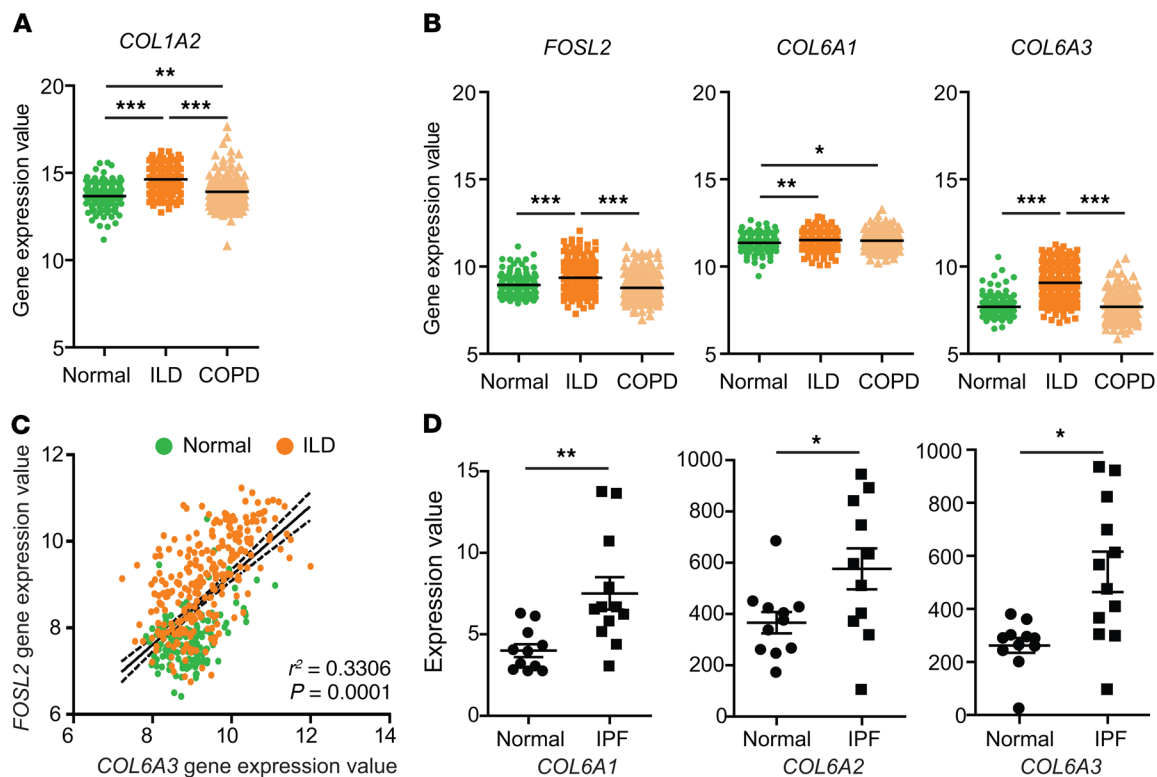 A
COL1A2
Gene expression value
20
15
10
5
**
*** ***
Normal ILD COPD
B
FOSL2 COL6A1 COL6A3
Gene expression value
20
15
10
5
*** ***
Normal ILD COPD
20
15
10
5
*
**
Normal ILD COPD
20
15
10
5
*** ***
Normal ILD COPD
C
Normal ILD
FOSL2 gene expression value
12
10
8
6
r² = 0.3306
P = 0.0001
6 8 10 12 14
COL6A3 gene expression value
D
Expression value
15
10
5
0
**
Normal IPF
COL6A1
1000
800
600
400
200
0
*
Normal IPF
COL6A2
1000
800
600
400
200
0
*
Normal IPF
COL6A3